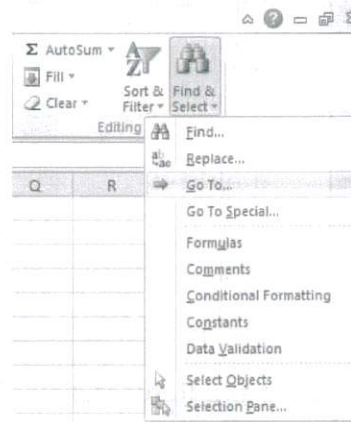 Σ AutoSum
Fill
Clear
Sort & Filter
Find & Select
Editing
Find...
Replace...
Q R Go To...
Go To Special...
Formulas
Comments
Conditional Formatting
Constants
Data Validation
Select Objects
Selection Pane...